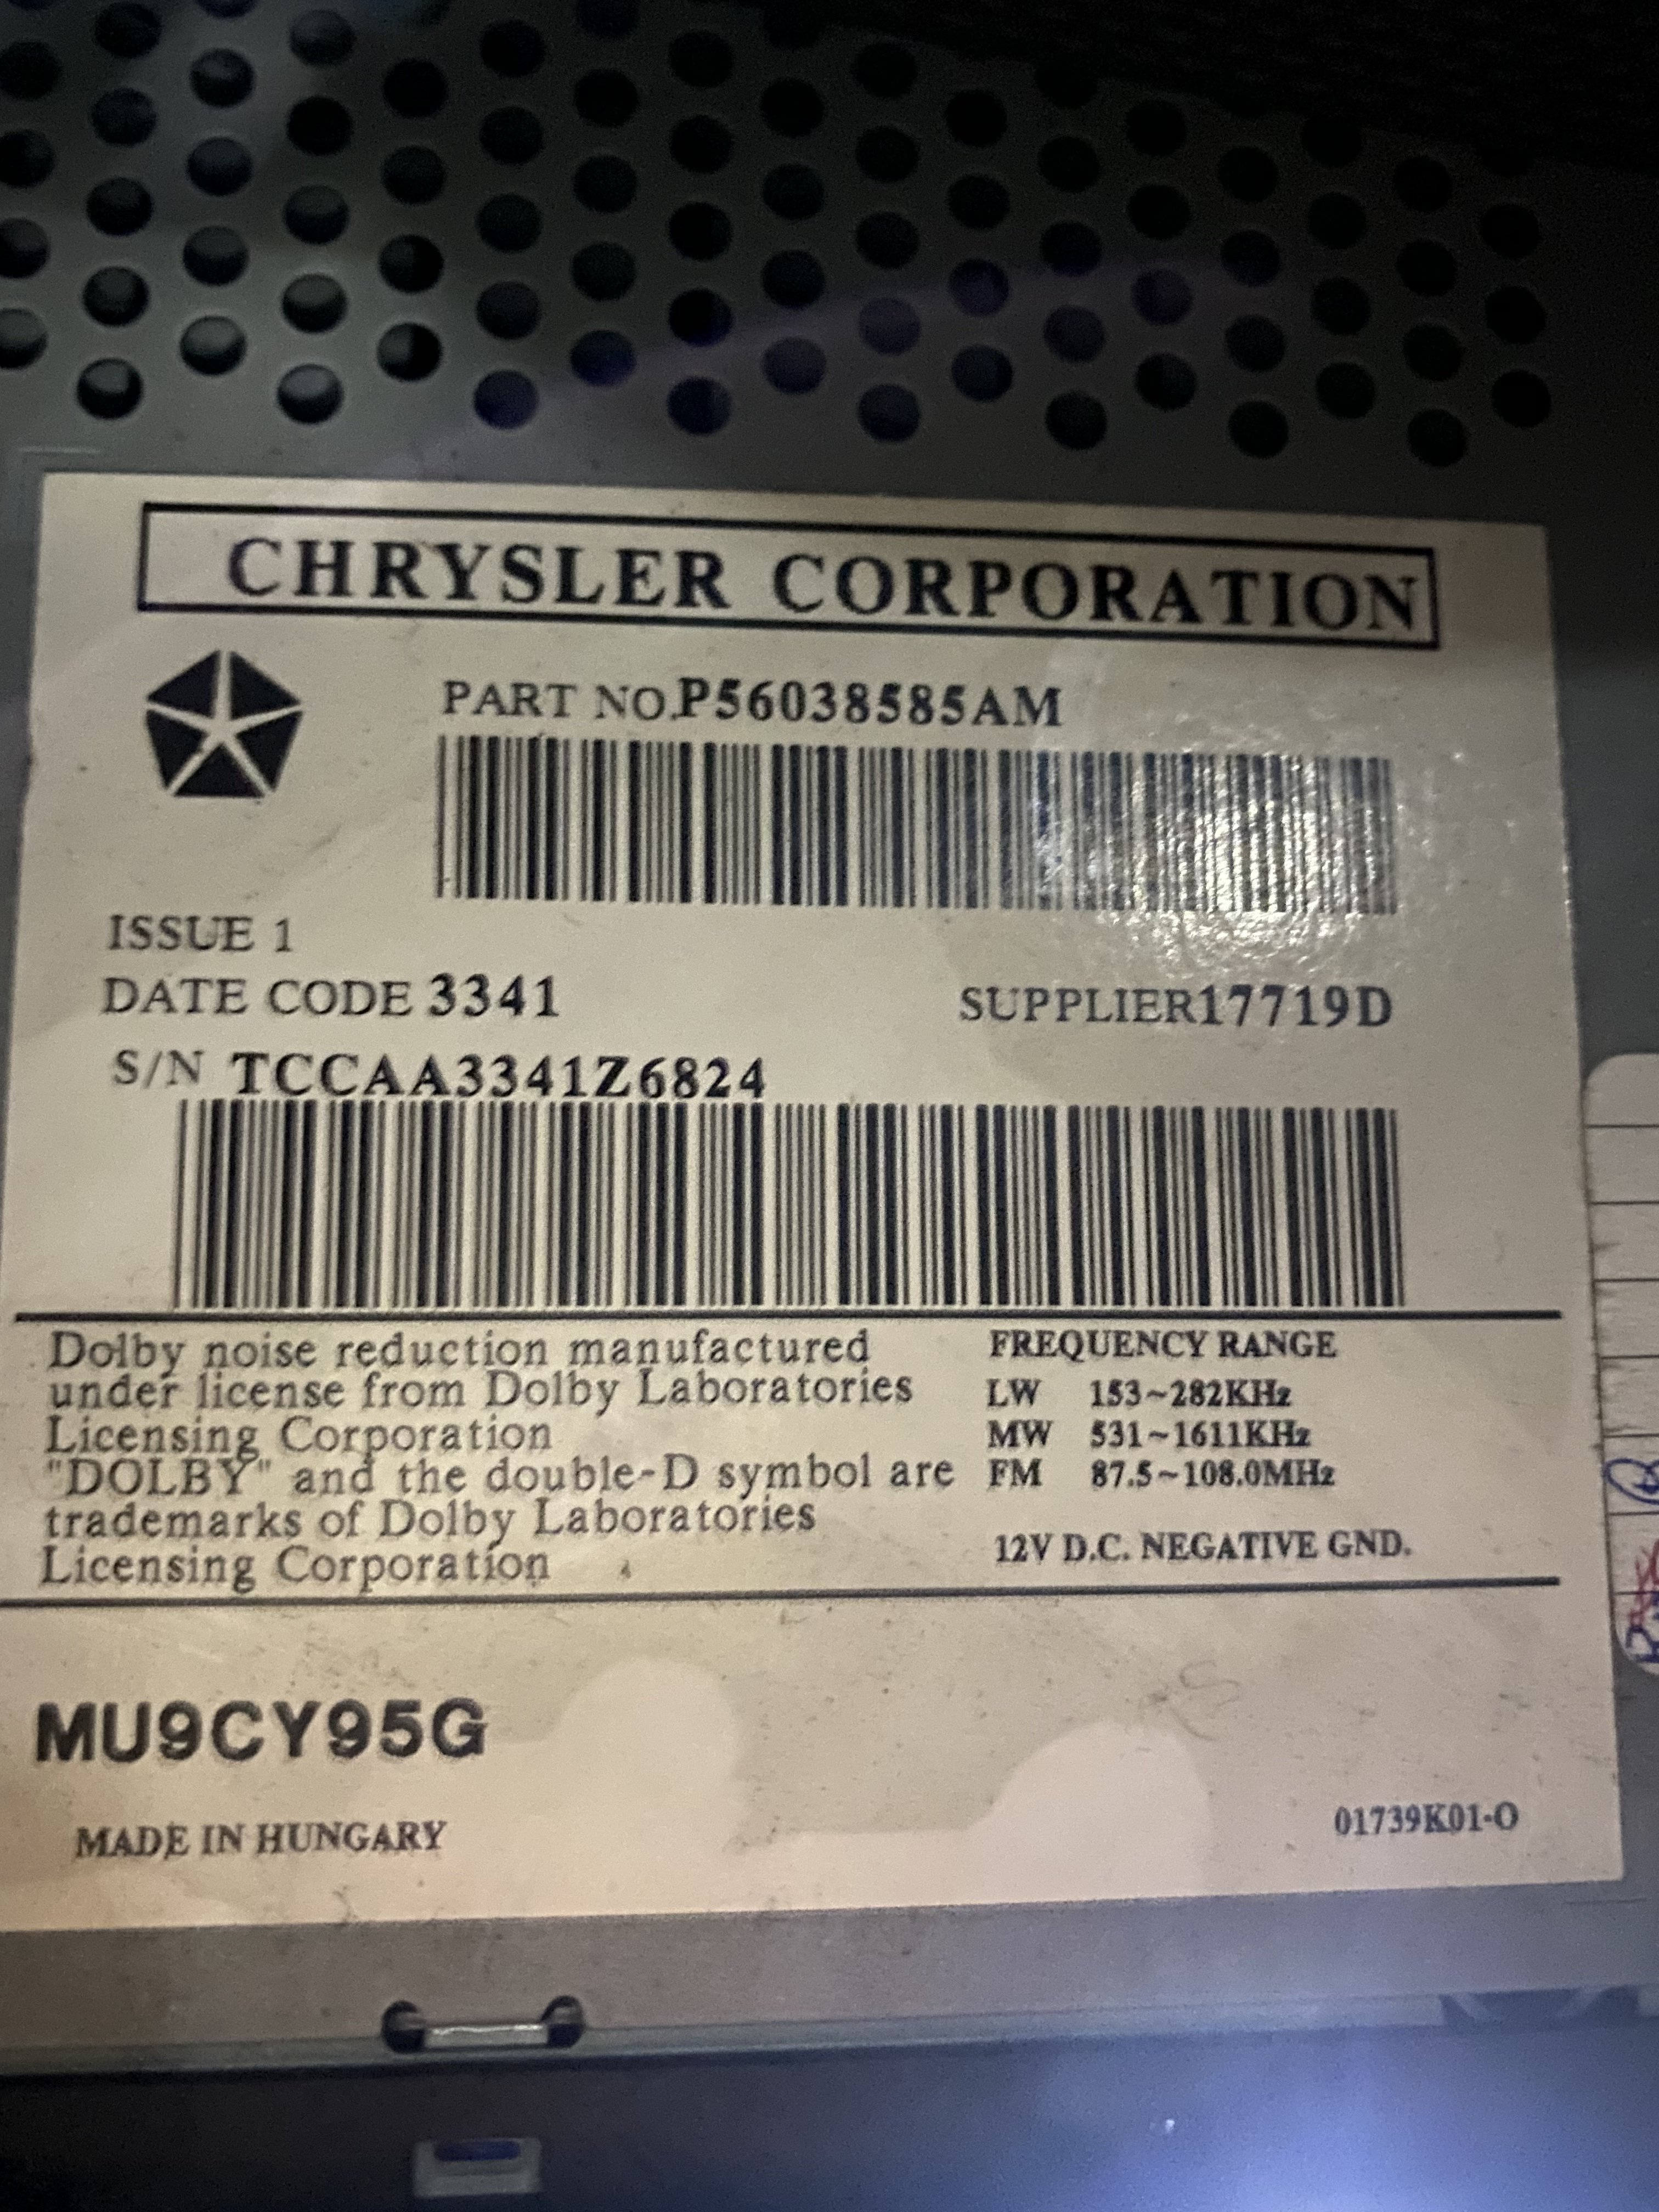 CHRYSLER CORPORATION
PART NO.P56038585AM
ISSUE 1
DATE CODE 3341
SUPPLIER17719D
S/N TCCAA3341Z6824
Dolby noise reduction manufactured
under license from Dolby Laboratories
Licensing Corporation
"DOLBY" and the double-D symbol are
trademarks of Dolby Laboratories
Licensing Corporation
FREQUENCY RANGE
LW 153~282KHz
MW 531~1611KHz
FM 87.5~108.0MHz
12V D.C. NEGATIVE GND.
MU9CY95G
MADE IN HUNGARY
01739K01-O